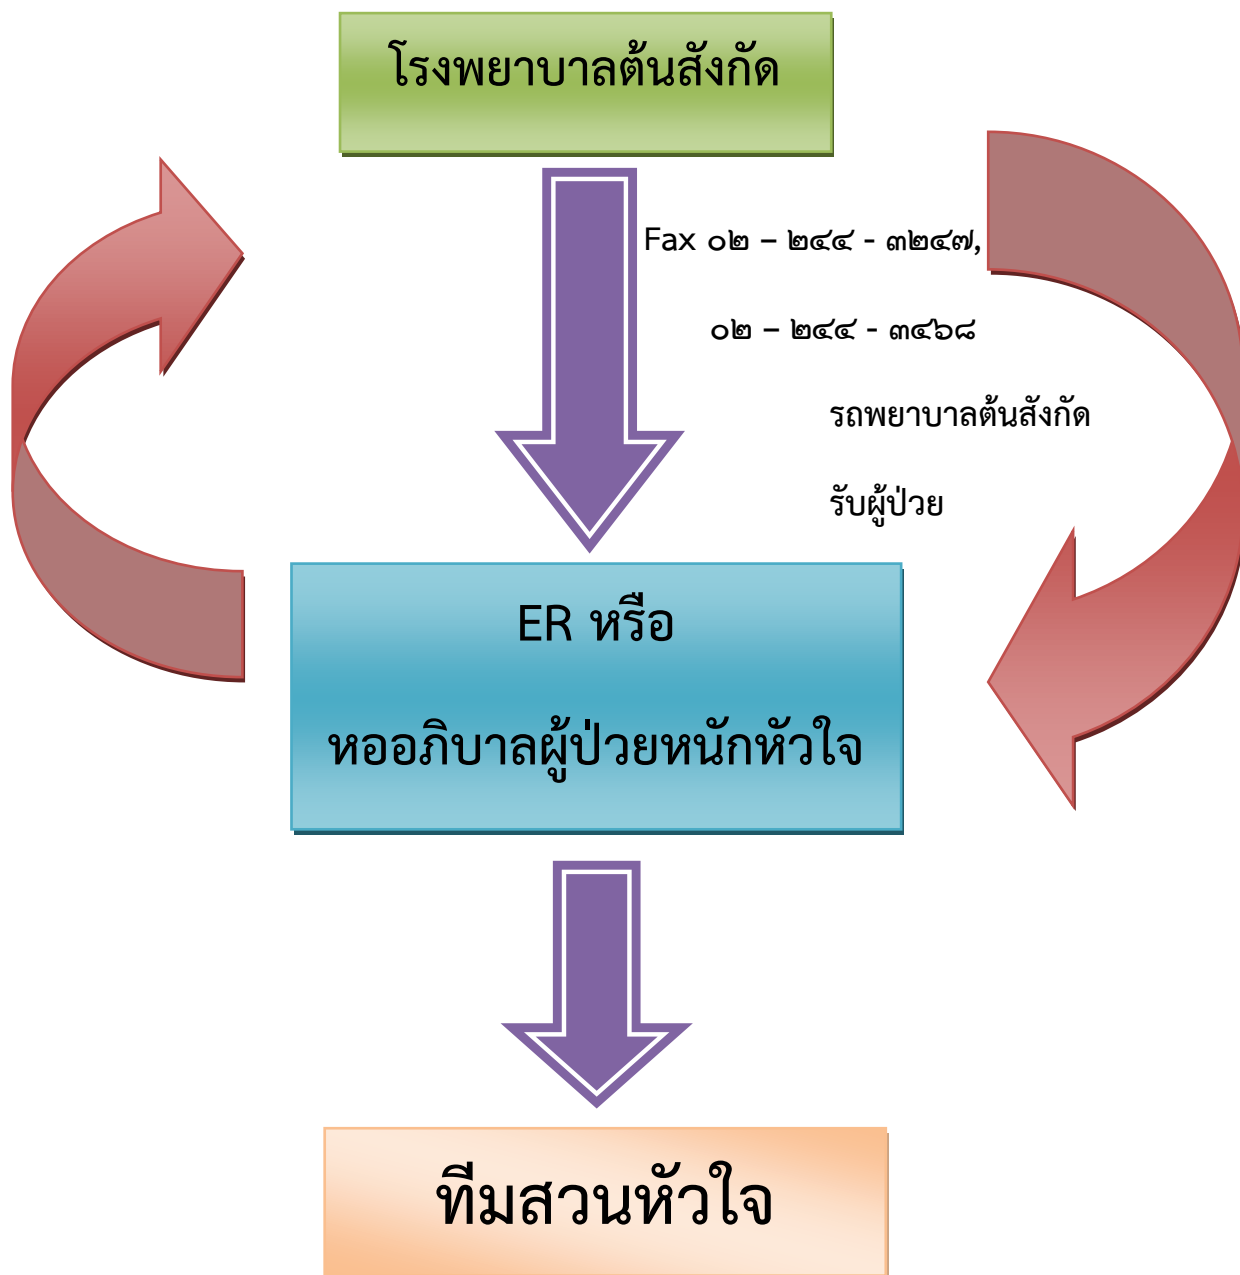 โรงพยาบาลต้นสังกัด
Fax ๐๒ – ๒๔๔ - ๓๒๔๗,
๐๒ – ๒๔๔ - ๓๔๖๘
รถพยาบาลต้นสังกัด
รับผู้ป่วย
ER หรือ
หออภิบาลผู้ป่วยหนักหัวใจ
ทีมสวนหัวใจ